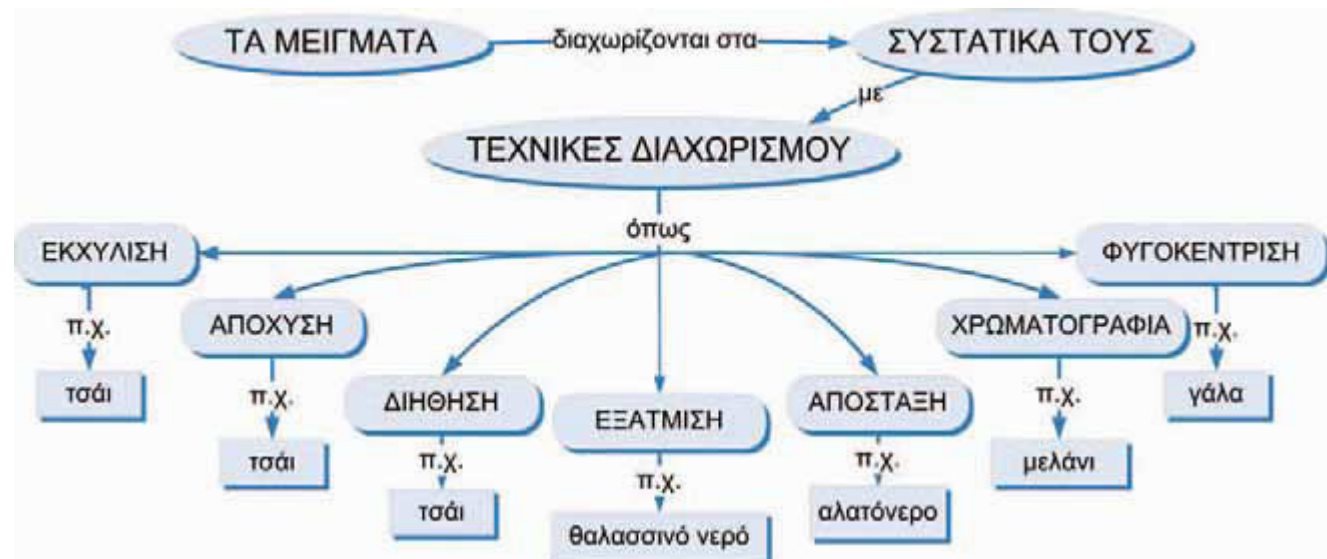 ΤΑ ΜΕΙΓΜΑΤΑ
διαχωρίζονται στα
ΣΥΣΤΑΤΙΚΑ ΤΟΥΣ
με
ΤΕΧΝΙΚΕΣ ΔΙΑΧΩΡΙΣΜΟΥ
όπως
ΕΚΧΥΛΙΣΗ
π.χ.
τσάι
ΑΠΟΧΥΣΗ
π.χ.
τσάι
ΔΙΗΘΗΣΗ
π.χ.
τσάι
ΕΞΑΤΜΙΣΗ
π.χ.
θαλασσινό νερό
ΑΠΟΣΤΑΞΗ
π.χ.
αλατόνερο
ΧΡΩΜΑΤΟΓΡΑΦΙΑ
π.χ.
μελάνι
ΦΥΓΟΚΕΝΤΡΙΣΗ
π.χ.
γάλα